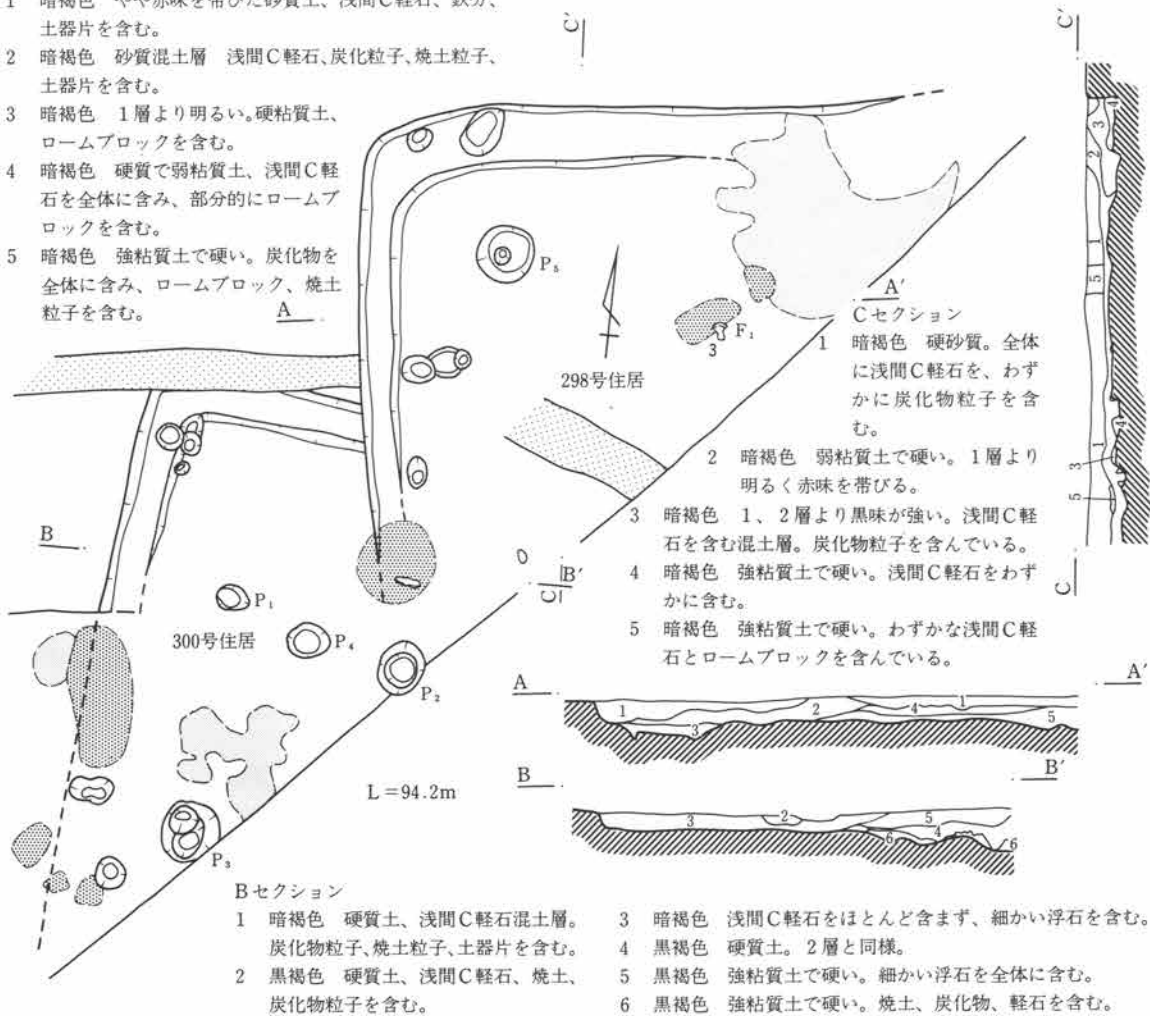 1 暗褐色 やや赤味を帯びた砂質土、浅間C軽石、鉄分、
土器片を含む。
2 暗褐色 砂質混土層 浅間C軽石、炭化粒子、焼土粒子、
土器片を含む。
3 暗褐色 1層より明るい。硬粘質土、
ロームブロックを含む。
4 暗褐色 硬質で弱粘質土、浅間C軽
石を全体に含み、部分的にロームブ
ロックを含む。
5 暗褐色 強粘質土で硬い。炭化物を
全体に含み、ロームブロック、焼土
粒子を含む。
A
C'
C'
P₅
A'
F₁
3
298号住居
Cセクション
1 暗褐色 硬砂質。全体
に浅間C軽石を、わず
かに炭化物粒子を含
む。
2 暗褐色 弱粘質土で硬い。1層より
明るく赤味を帯びる。
3 暗褐色 1、2層より黒味が強い。浅間C軽
石を含む混土層。炭化物粒子を含んでいる。
4 暗褐色 強粘質土で硬い。浅間C軽石をわず
かに含む。
5 暗褐色 強粘質土で硬い。わずかな浅間C軽
石とロームブロックを含んでいる。
4
3
2
1
5
1
4
3
5
C
B
B'
C
P₁
300号住居
P₄
P₂
P₃
L=94.2m
A
A'
1
2
4
1
3
5
B
B'
3
2
5
6
4
6
Bセクション
1 暗褐色 硬質土、浅間C軽石混土層。
炭化物粒子、焼土粒子、土器片を含む。
2 黒褐色 硬質土、浅間C軽石、焼土、
炭化物粒子を含む。
3 暗褐色 浅間C軽石をほとんど含まず、細かい浮石を含む。
4 黒褐色 硬質土。2層と同様。
5 黒褐色 強粘質土で硬い。細かい浮石を全体に含む。
6 黒褐色 強粘質土で硬い。焼土、炭化物、軽石を含む。